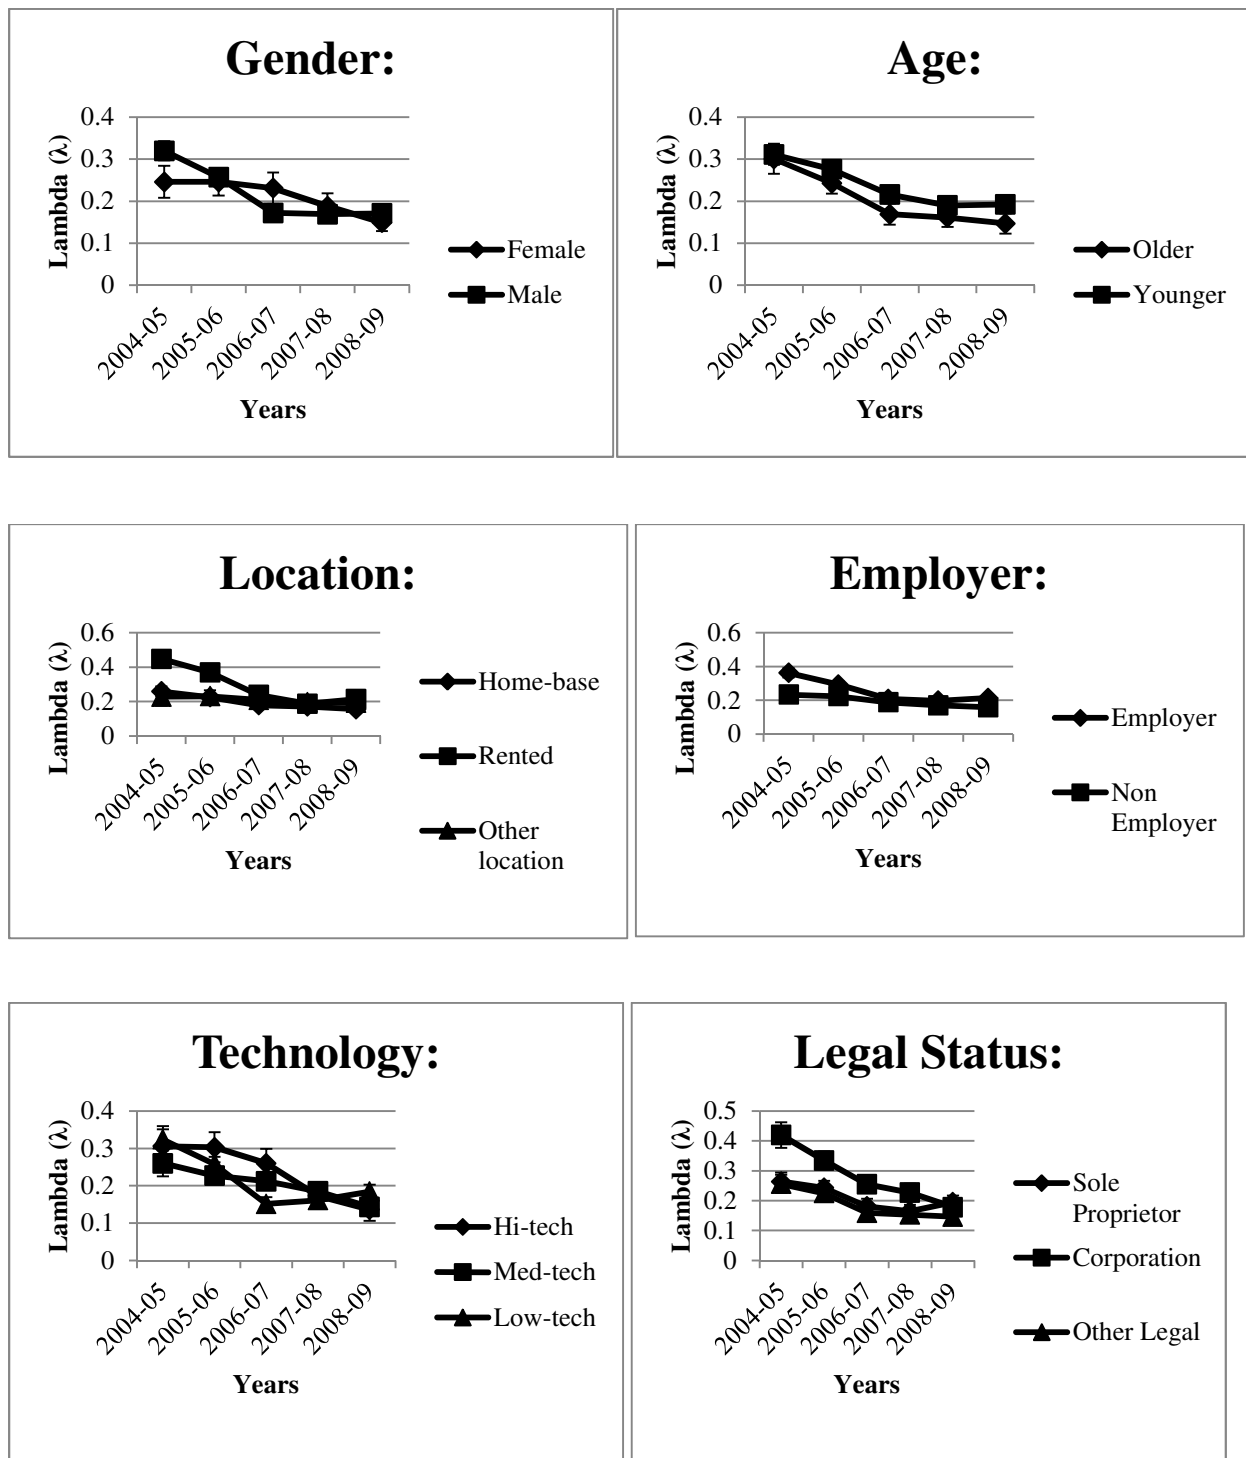 Gender:
0.4
0.3
0.2
0.1
0
Lambda (λ)
2004-05
2005-06
2006-07
2007-08
2008-09
Years
Female
Male
Age:
0.4
0.3
0.2
0.1
0
Lambda (λ)
2004-05
2005-06
2006-07
2007-08
2008-09
Years
Older
Younger
Location:
0.6
0.4
0.2
0
Lambda (λ)
2004-05
2005-06
2006-07
2007-08
2008-09
Years
Home-base
Rented
Other
location
Employer:
0.6
0.4
0.2
0
Lambda (λ)
2004-05
2005-06
2006-07
2007-08
2008-09
Years
Employer
Non
Employer
Technology:
0.4
0.3
0.2
0.1
0
Lambda (λ)
2004-05
2005-06
2006-07
2007-08
2008-09
Years
Hi-tech
Med-tech
Low-tech
Legal Status:
0.5
0.4
0.3
0.2
0.1
0
Lambda (λ)
2004-05
2005-06
2006-07
2007-08
2008-09
Years
Sole
Proprietor
Corporation
Other Legal